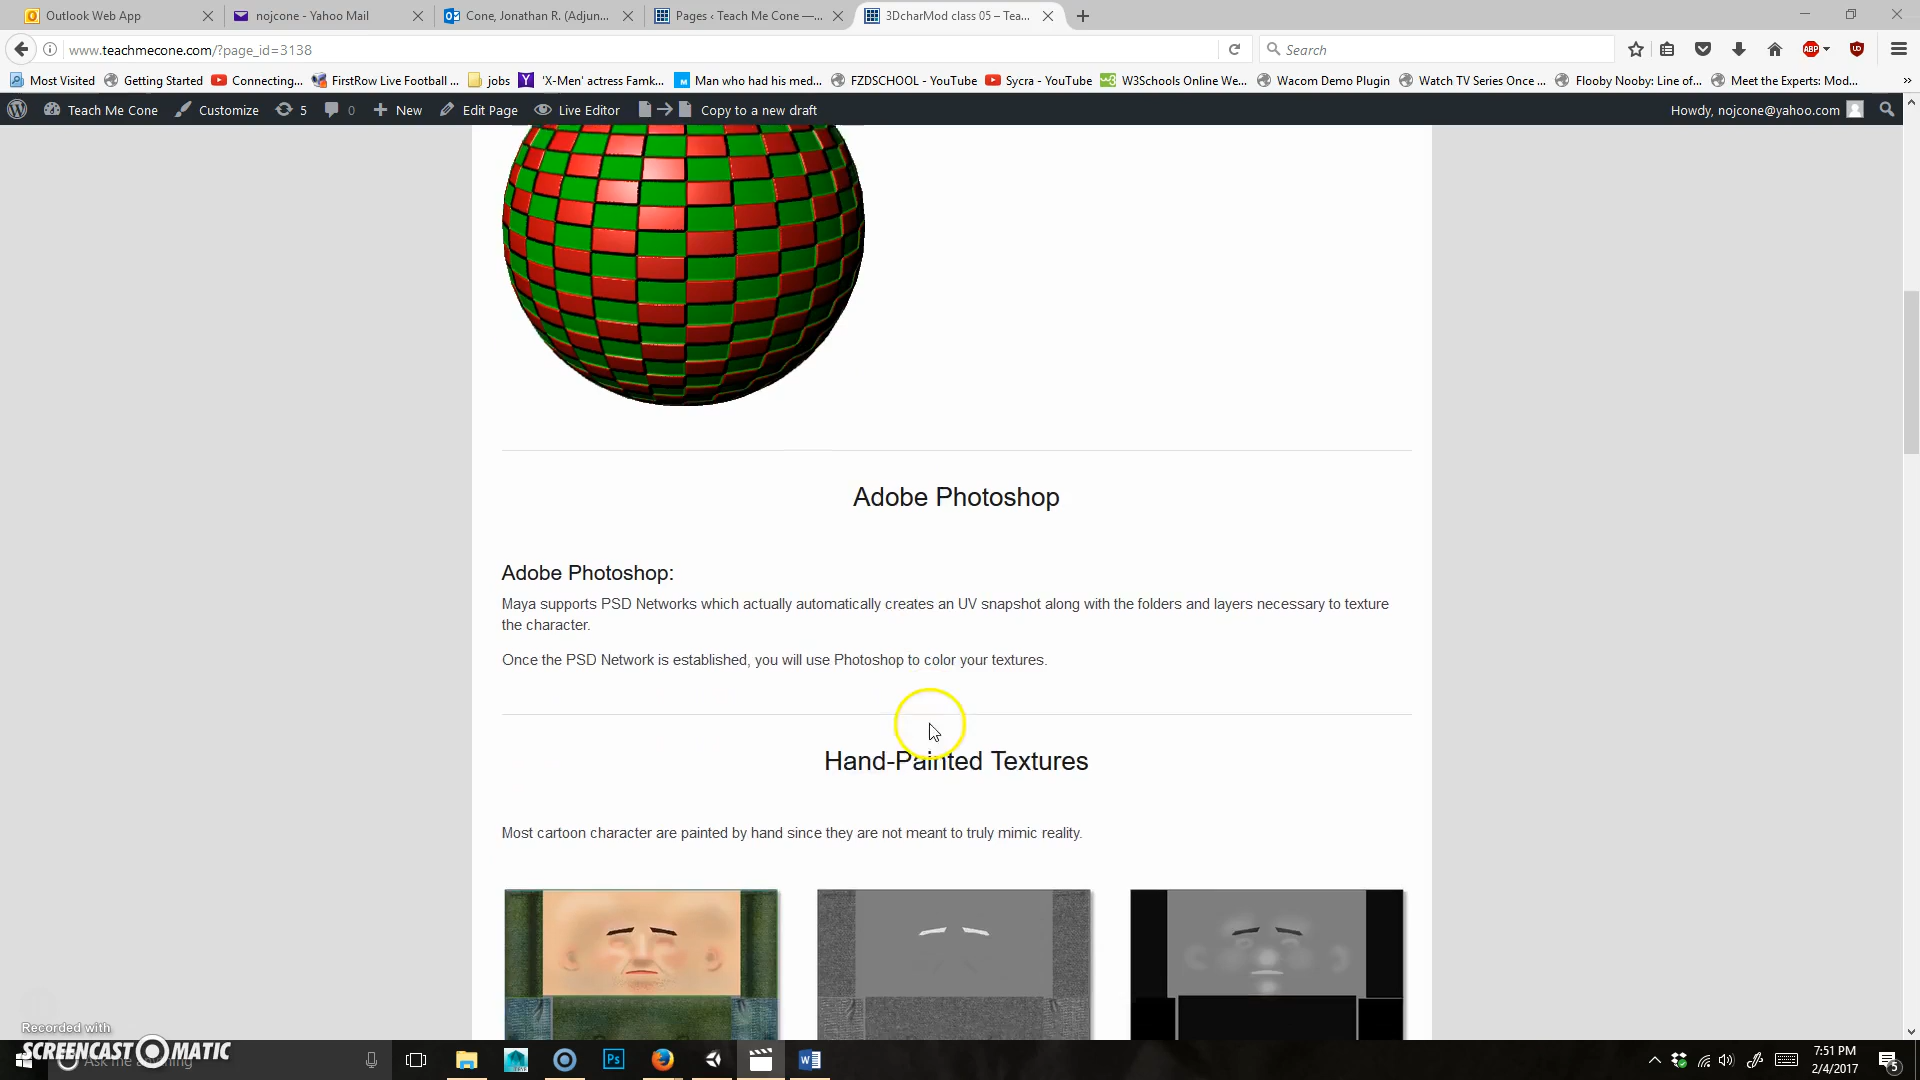 Outlook Web App
nojcone - Yahoo Mail
Cone, Jonathan R. (Adjun...
Pages ‹ Teach Me Cone —...
3DcharMod class 05 – Tea...
www.teachmecone.com/?page_id=3138
Search
ABP
Most Visited
Getting Started
Connecting...
FirstRow Live Football ...
jobs
'X-Men' actress Famk...
Man who had his med...
FZDSCHOOL - YouTube
Sycra - YouTube
W3Schools Online We...
Wacom Demo Plugin
Watch TV Series Once ...
Flooby Nooby: Line of...
Meet the Experts: Mod...
Teach Me Cone
Customize
5
0
New
Edit Page
Live Editor
Copy to a new draft
Howdy, nojcone@yahoo.com
Adobe Photoshop
Adobe Photoshop:
Maya supports PSD Networks which actually automatically creates an UV snapshot along with the folders and layers necessary to texture
the character.
Once the PSD Network is established, you will use Photoshop to color your textures.
Hand-Painted Textures
Most cartoon character are painted by hand since they are not meant to truly mimic reality.
Recorded with
SCREENCAST MATIC
Ps
7:51 PM
2/4/2017
5